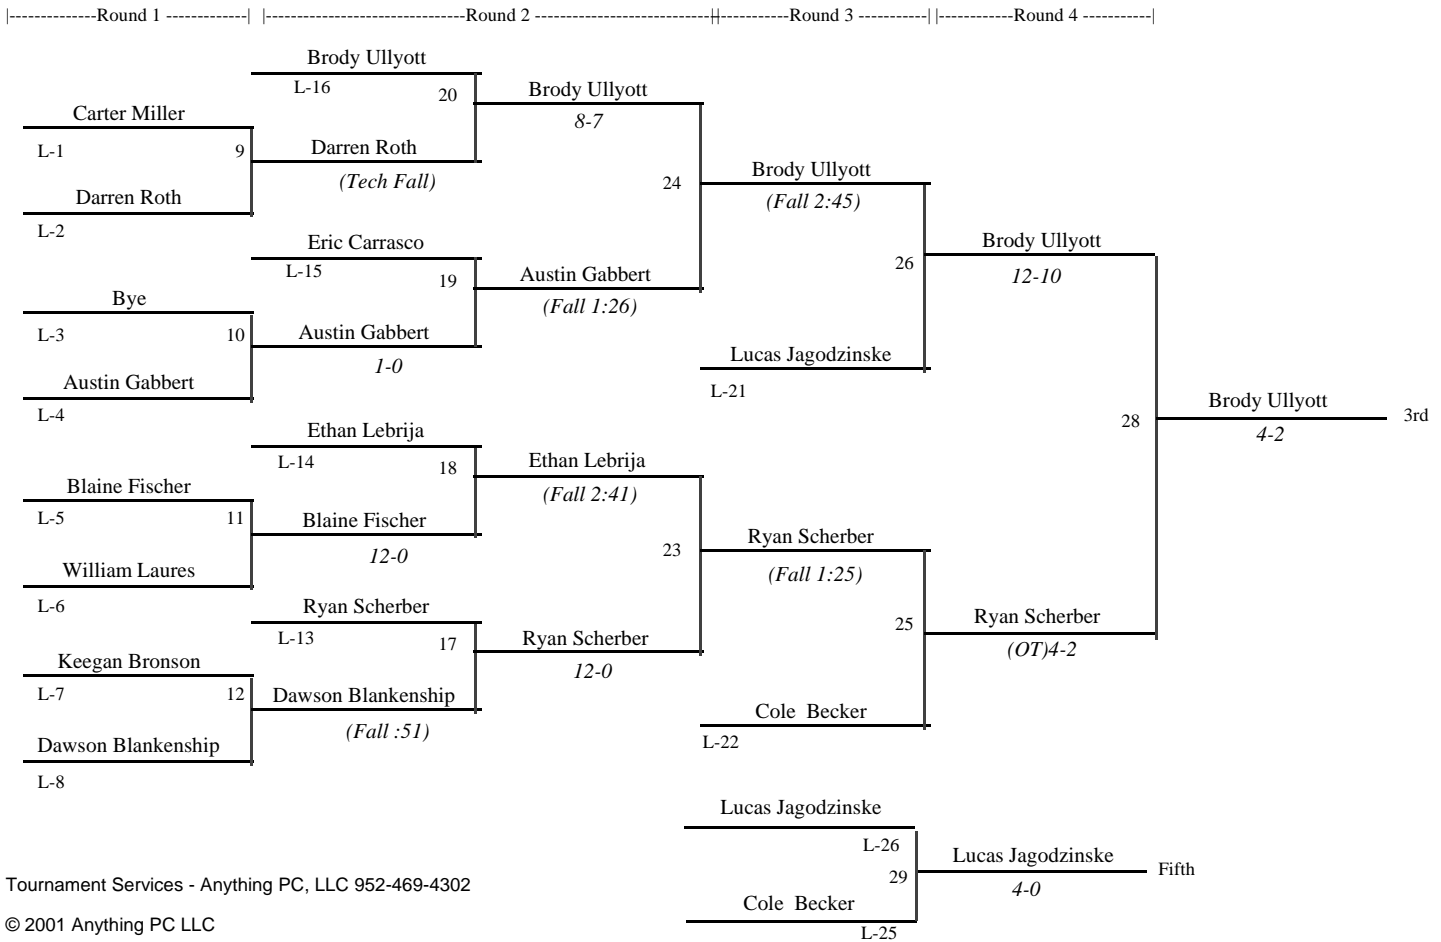 |--------------Round 1 -------------| |--------------------------------Round 2 -----------------------------||------------Round 3 -----------| |------------Round 4 -----------|
Brody Ullyott
L-16
20
Brody Ullyott
8-7
Carter Miller
L-1
9
Darren Roth
(Tech Fall)
Darren Roth
L-2
24
Brody Ullyott
(Fall 2:45)
Eric Carrasco
L-15
19
Austin Gabbert
(Fall 1:26)
Bye
L-3
10
Austin Gabbert
1-0
Austin Gabbert
L-4
26
Brody Ullyott
12-10
Lucas Jagodzinske
L-21
28
Brody Ullyott
3rd
4-2
Ethan Lebrija
L-14
18
Ethan Lebrija
(Fall 2:41)
Blaine Fischer
L-5
11
Blaine Fischer
12-0
William Laures
L-6
23
Ryan Scherber
(Fall 1:25)
Ryan Scherber
L-13
17
Ryan Scherber
12-0
Keegan Bronson
L-7
12
Dawson Blankenship
(Fall :51)
Dawson Blankenship
L-8
25
Ryan Scherber
(OT)4-2
Cole Becker
L-22
Lucas Jagodzinske
L-26
29
Lucas Jagodzinske
Fifth
4-0
Cole Becker
L-25
Tournament Services - Anything PC, LLC 952-469-4302
© 2001 Anything PC LLC